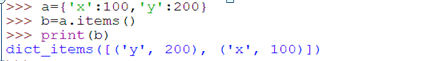 >>> a={'x':100,'y':200}
>>> b=a.items()
>>> print(b)
dict_items([('y', 200), ('x', 100)])